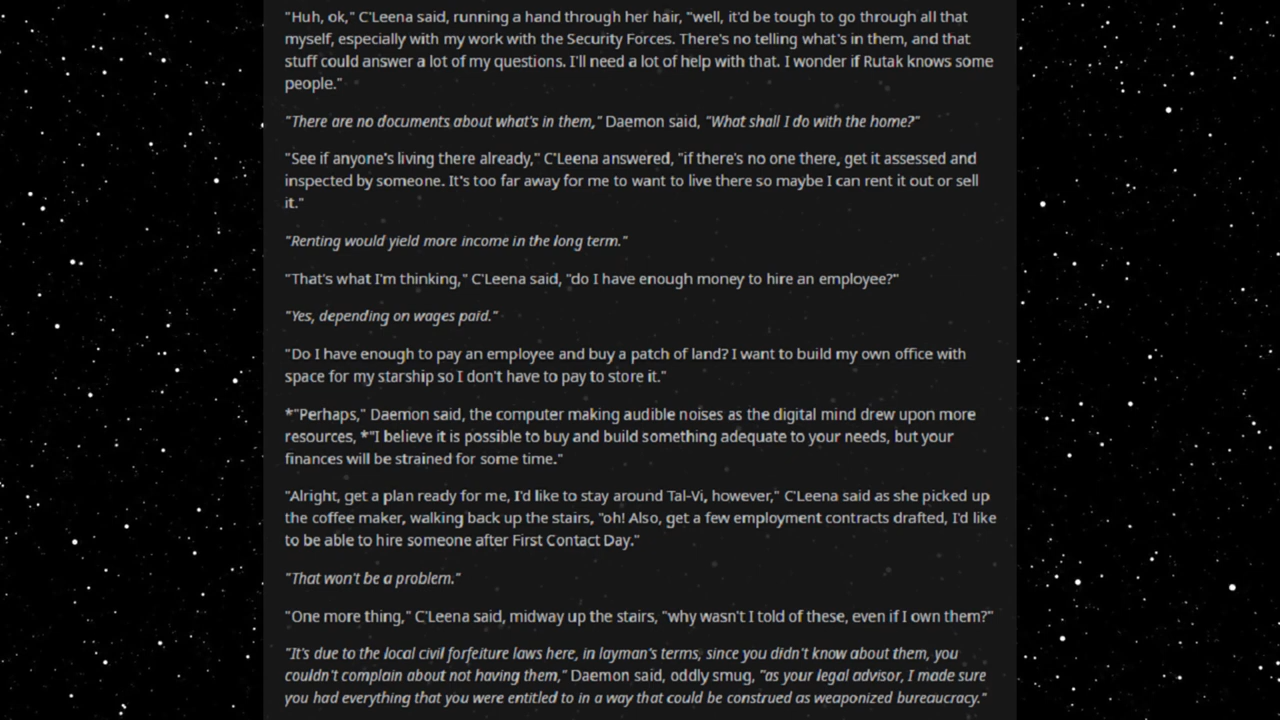 "Huh, ok," C'Leena said, running a hand through her hair, "well, it'd be tough to go through all that
myself, especially with my work with the Security Forces. There's no telling what's in them, and that
stuff could answer a lot of my questions. I'll need a lot of help with that. I wonder if Rutak knows some
people."
"There are no documents about what's in them," Daemon said, "What shall I do with the home?"
"See if anyone's living there already," C'Leena answered, "if there's no one there, get it assessed and
inspected by someone. It's too far away for me to want to live there so maybe I can rent it out or sell
it."
"Renting would yield more income in the long term."
"That's what I'm thinking," C'Leena said, "do I have enough money to hire an employee?"
"Yes, depending on wages paid."
"Do I have enough to pay an employee and buy a patch of land? I want to build my own office with
space for my starship so I don't have to pay to store it."
*"Perhaps," Daemon said, the computer making audible noises as the digital mind drew upon more
resources, *"I believe it is possible to buy and build something adequate to your needs, but your
finances will be strained for some time."
"Alright, get a plan ready for me, I'd like to stay around Tal-Vi, however," C'Leena said as she picked up
the coffee maker, walking back up the stairs, "oh! Also, get a few employment contracts drafted, I'd like
to be able to hire someone after First Contact Day."
"That won't be a problem."
"One more thing," C'Leena said, midway up the stairs, "why wasn't I told of these, even if I own them?"
"It's due to the local civil forfeiture laws here, in layman's terms, since you didn't know about them, you
couldn't complain about not having them," Daemon said, oddly smug, "as your legal advisor, I made sure
you had everything that you were entitled to in a way that could be construed as weaponized bureaucracy."